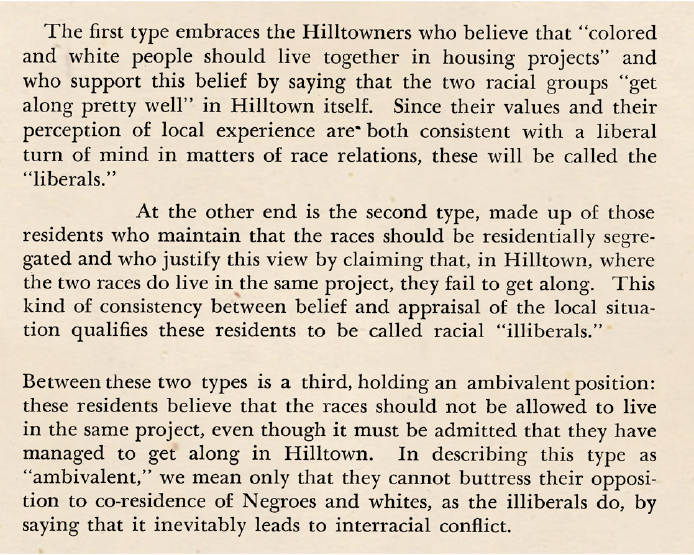 The first type embraces the Hilltowners who believe that “colored
and white people should live together in housing projects” and
who support this belief by saying that the two racial groups “get
along pretty well” in Hilltown itself. Since their values and their
perception of local experience are both consistent with a liberal
turn of mind in matters of race relations, these will be called the
“liberals.”
At the other end is the second type, made up of those
residents who maintain that the races should be residentially segre-
gated and who justify this view by claiming that, in Hilltown, where
the two races do live in the same project, they fail to get along. This
kind of consistency between belief and appraisal of the local situa-
tion qualifies these residents to be called racial “illiberals.”
Between these two types is a third, holding an ambivalent position:
these residents believe that the races should not be allowed to live
in the same project, even though it must be admitted that they have
managed to get along in Hilltown. In describing this type as
“ambivalent,” we mean only that they cannot buttress their opposi-
tion to co-residence of Negroes and whites, as the illiberals do, by
saying that it inevitably leads to interracial conflict.